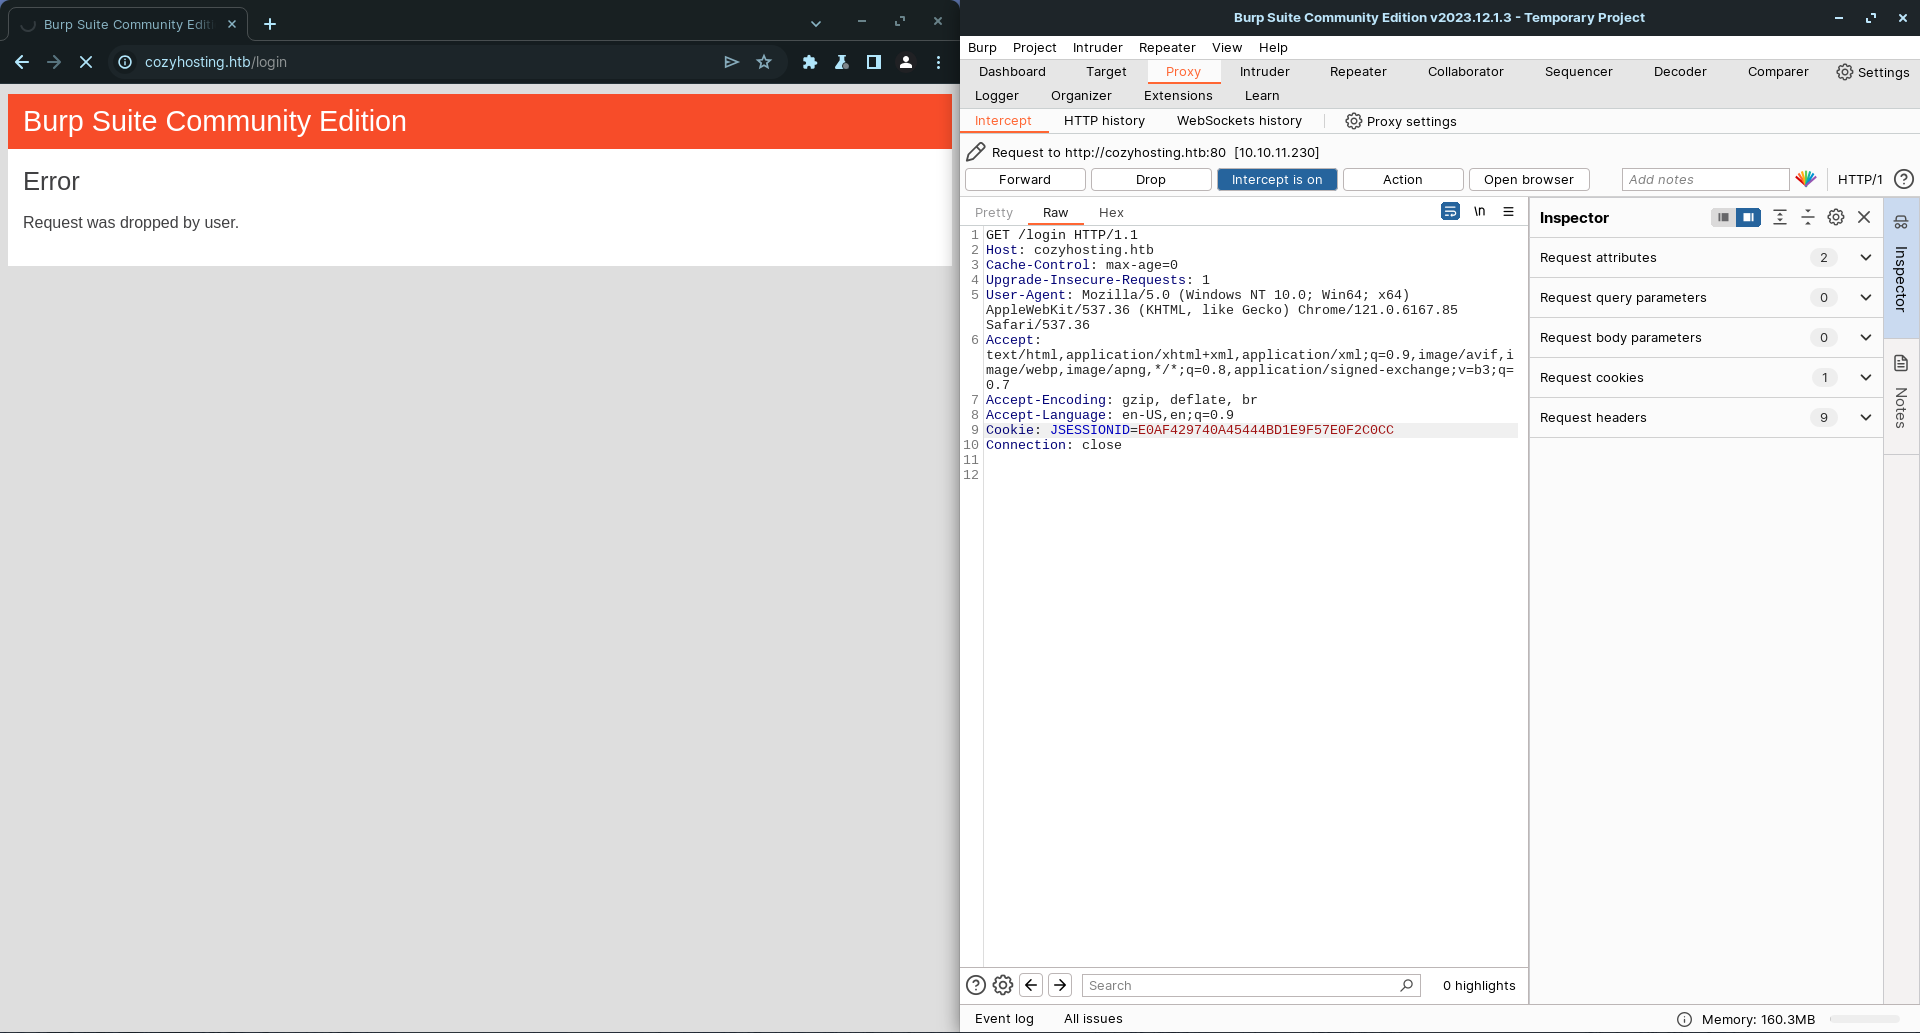 Burp Suite Community Edit
cozyhosting.htb/login
Burp Suite Community Edition
Error
Request was dropped by user.
Burp Suite Community Edition v2023.12.1.3 - Temporary Project
Burp Project Intruder Repeater View Help
Dashboard Target Proxy Intruder Repeater Collaborator Sequencer Decoder Comparer Settings
Logger Organizer Extensions Learn
Intercept HTTP history WebSockets history Proxy settings
Request to http://cozyhosting.htb:80 [10.10.11.230]
Forward Drop Intercept is on Action Open browser Add notes HTTP/1
Pretty Raw Hex \n
1 GET /login HTTP/1.1
2 Host: cozyhosting.htb
3 Cache-Control: max-age=0
4 Upgrade-Insecure-Requests: 1
5 User-Agent: Mozilla/5.0 (Windows NT 10.0; Win64; x64)
AppleWebKit/537.36 (KHTML, like Gecko) Chrome/121.0.6167.85
Safari/537.36
6 Accept:
text/html,application/xhtml+xml,application/xml;q=0.9,image/avif,i
mage/webp,image/apng,*/*;q=0.8,application/signed-exchange;v=b3;q=
0.7
7 Accept-Encoding: gzip, deflate, br
8 Accept-Language: en-US,en;q=0.9
9 Cookie: JSESSIONID=E0AF429740A45444BD1E9F57E0F2C0CC
10 Connection: close
11
12
Inspector
Request attributes 2
Request query parameters 0
Request body parameters 0
Request cookies 1
Request headers 9
Inspector
Notes
Search 0 highlights
Event log All issues Memory: 160.3MB